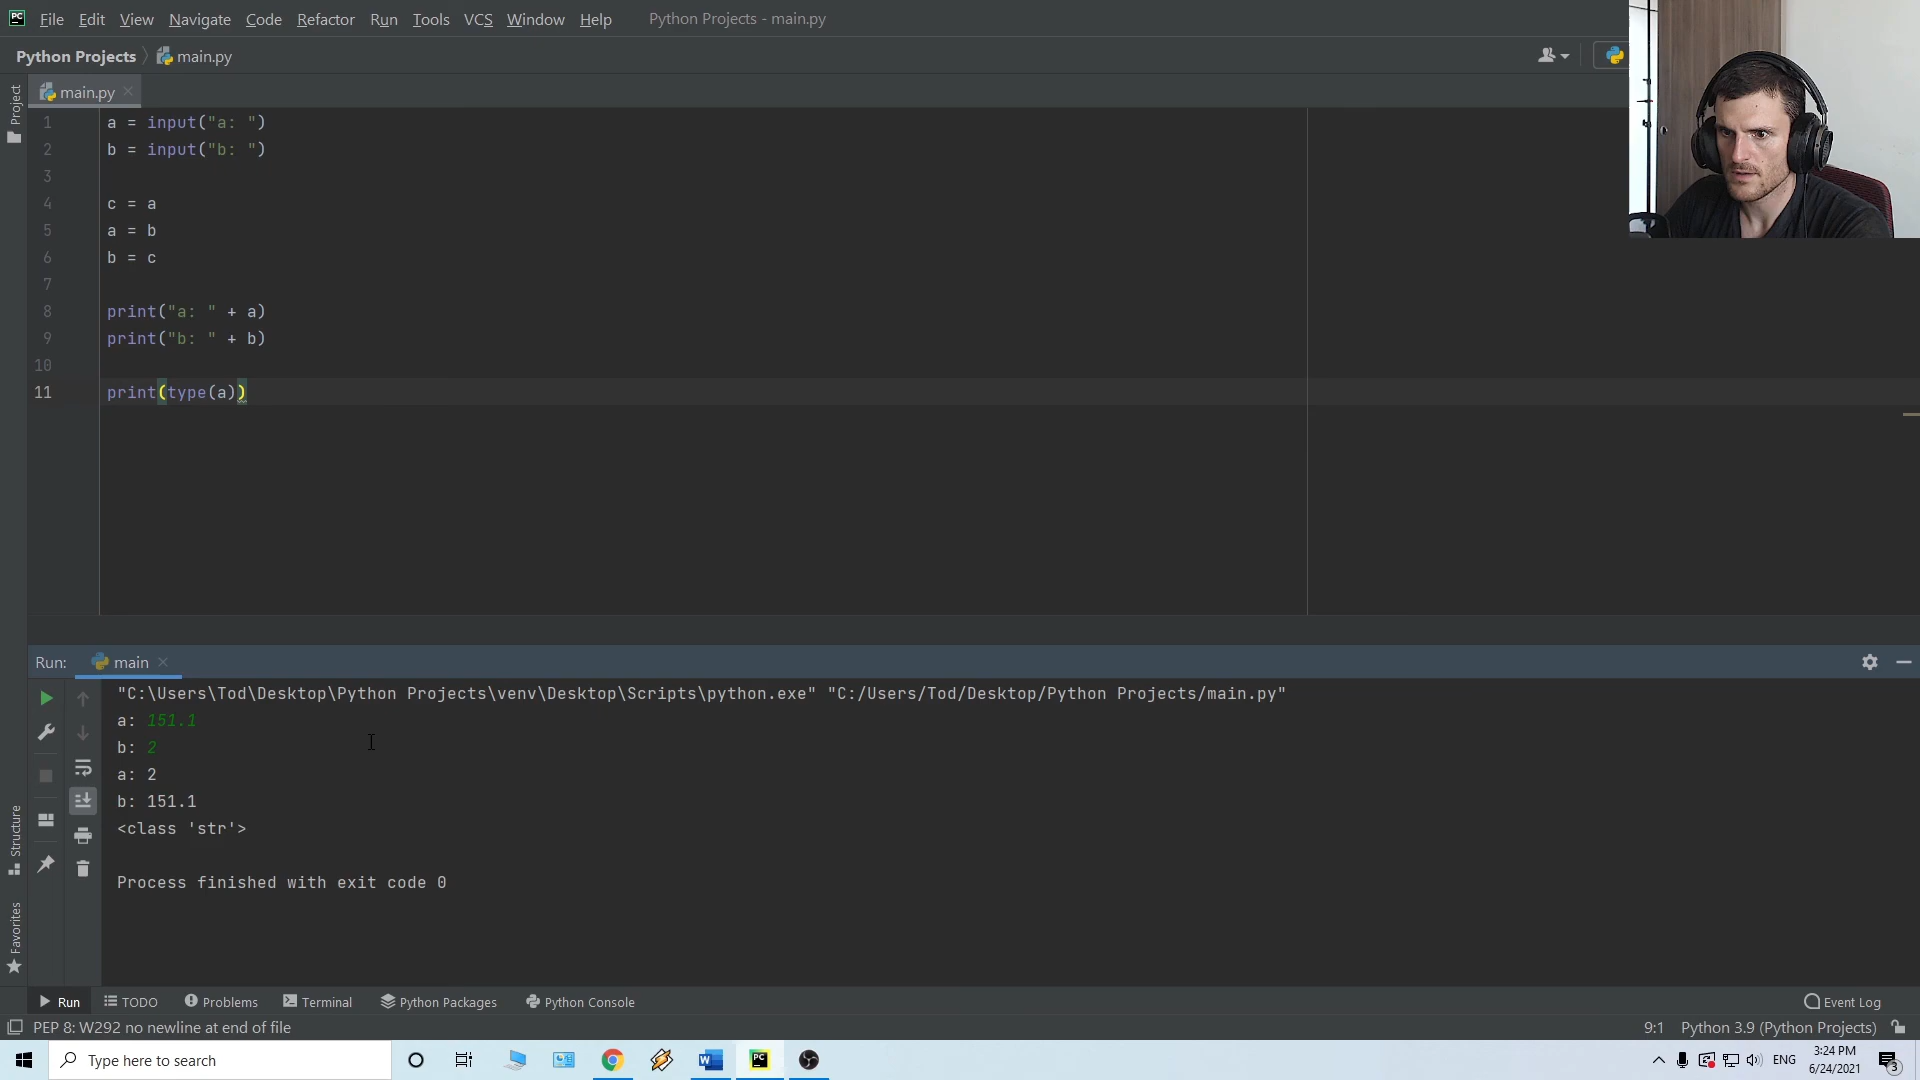 PC File Edit View Navigate Code Refactor Run Tools VCS Window Help Python Projects - main.py
Python Projects main.py
Project
main.py
1 a = input("a: ")
2 b = input("b: ")
3
4 c = a
5 a = b
6 b = c
7
8 print("a: " + a)
9 print("b: " + b)
10
11 print(type(a))
Run: main
"C:\Users\Tod\Desktop\Python Projects\venv\Desktop\Scripts\python.exe" "C:/Users/Tod/Desktop/Python Projects/main.py"
a: 151.1
b: 2
a: 2
b: 151.1
<class 'str'>
Process finished with exit code 0
Structure
Favorites
Run TODO Problems Terminal Python Packages Python Console Event Log
PEP 8: W292 no newline at end of file 9:1 Python 3.9 (Python Projects)
Type here to search
PC
ENG
3:24 PM
6/24/2021
3